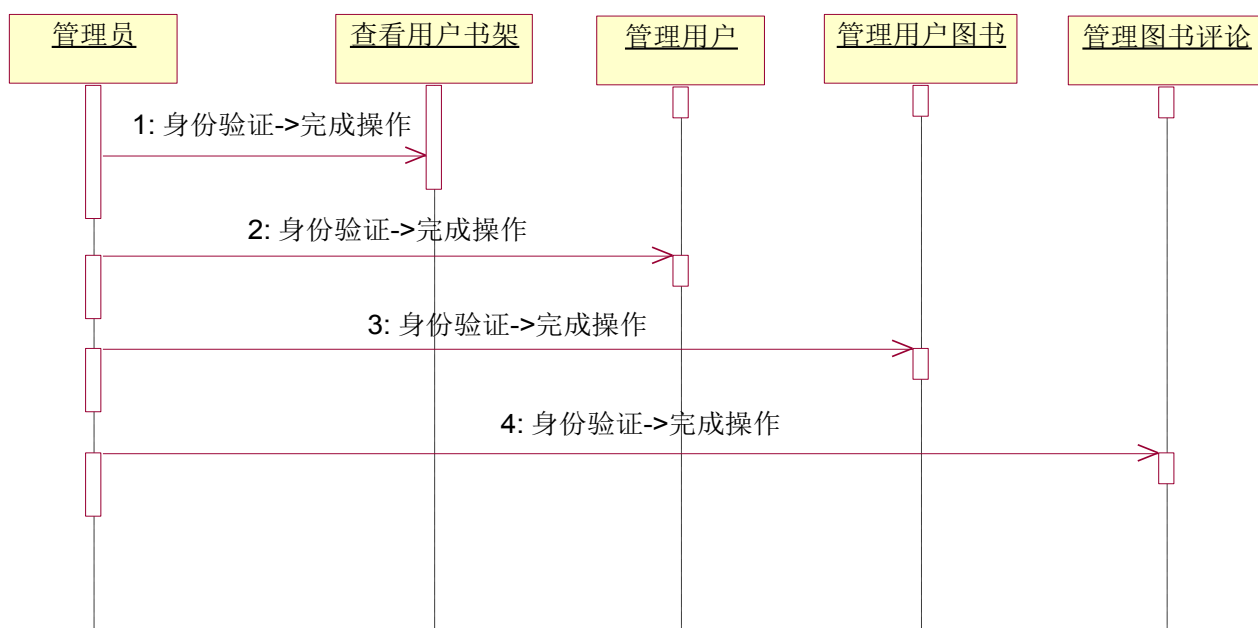 管理员
查看用户书架
管理用户
管理用户图书
管理图书评论
1: 身份验证->完成操作
2: 身份验证->完成操作
3: 身份验证->完成操作
4: 身份验证->完成操作